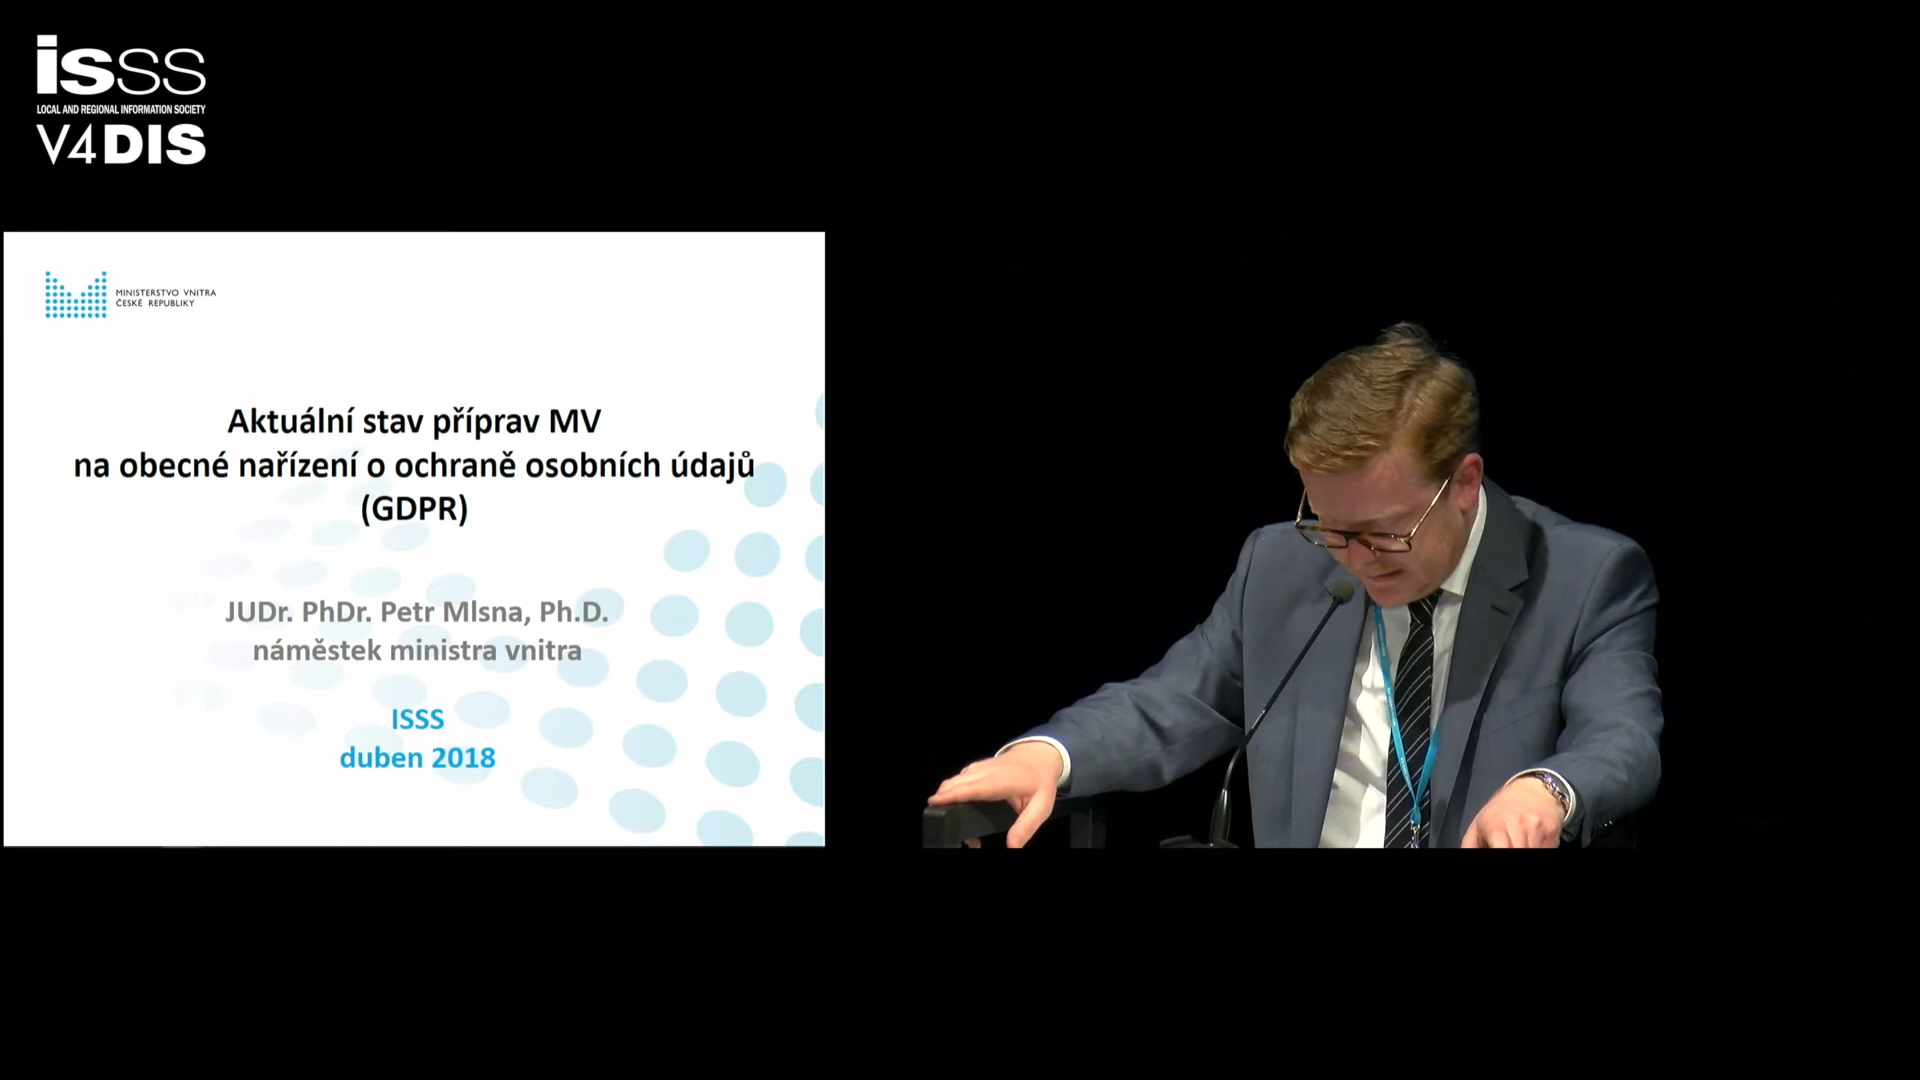 isss
LOCAL AND REGIONAL INFORMATION SOCIETY
V4DIS
MINISTERSTVO VNITRA
ČESKÉ REPUBLIKY
Aktuální stav příprav MV
na obecné nařízení o ochraně osobních údajů
(GDPR)
JUDr. PhDr. Petr Mlsna, Ph.D.
náměstek ministra vnitra
ISSS
duben 2018